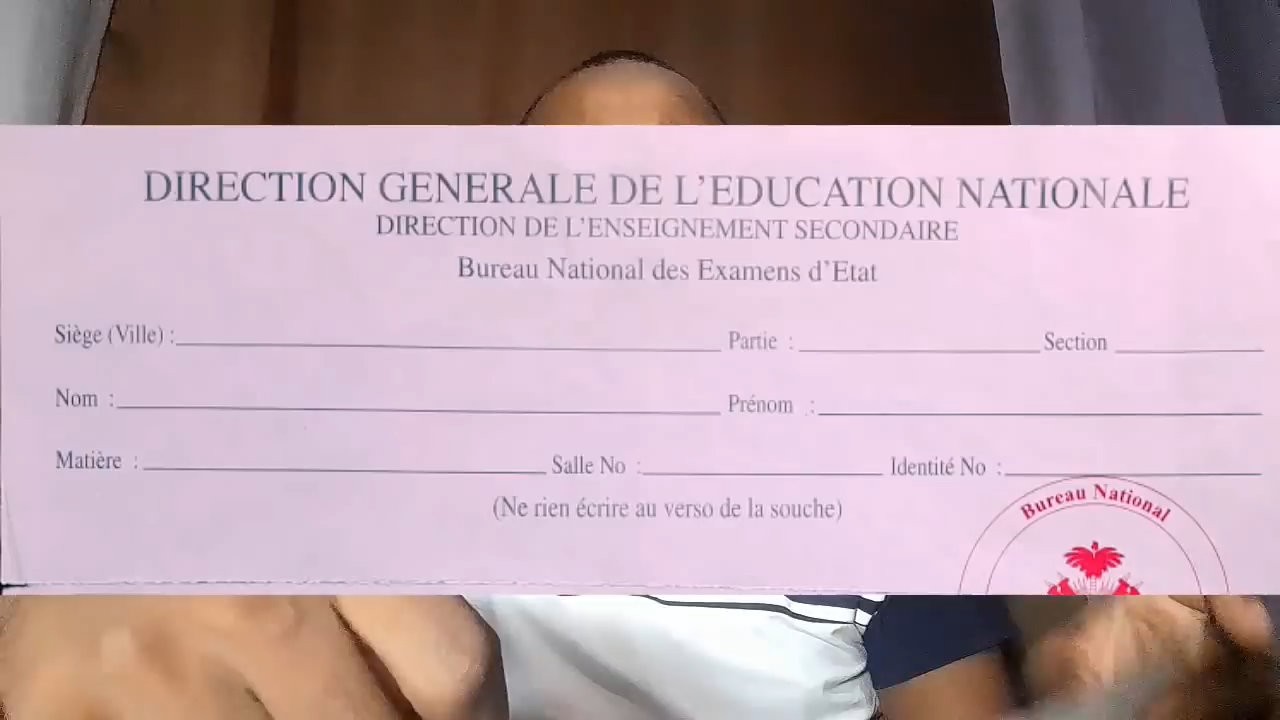 DIRECTION GENERALE DE L'EDUCATION NATIONALE
DIRECTION DE L'ENSEIGNEMENT SECONDAIRE
Bureau National des Examens d'Etat
Siège (Ville) : Partie : Section
Nom : Prénom :
Matière : Salle No : Identité No :
(Ne rien écrire au verso de la souche)
Bureau National